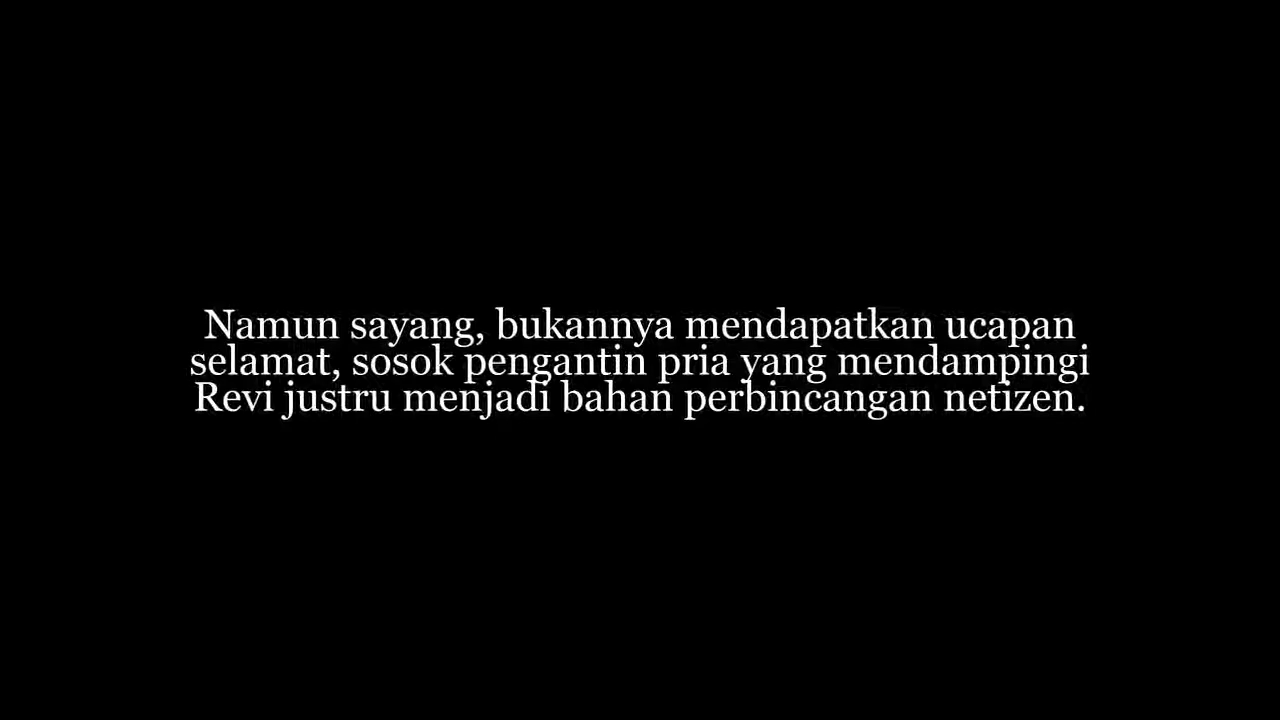 Namun sayang, bukannya mendapatkan ucapan
selamat, sosok pengantin pria yang mendampingi
Revi justru menjadi bahan perbincangan netizen.